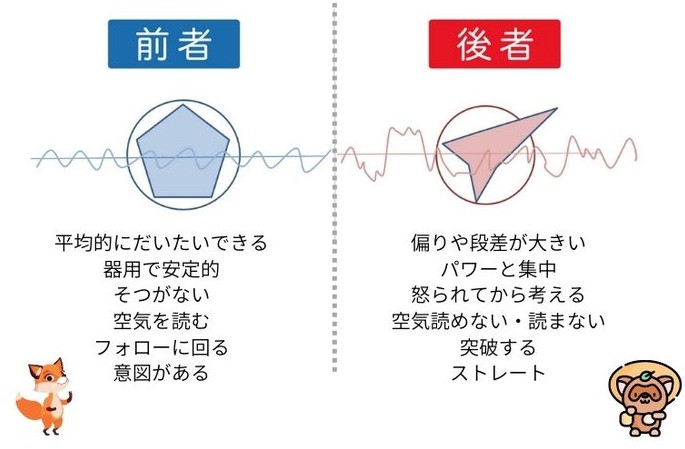 前者
平均的にだいたいできる
器用で安定的
そつがない
空気を読む
フォローに回る
意図がある
後者
偏りや段差が大きい
パワーと集中
怒られてから考える
空気読めない・読まない
突破する
ストレート